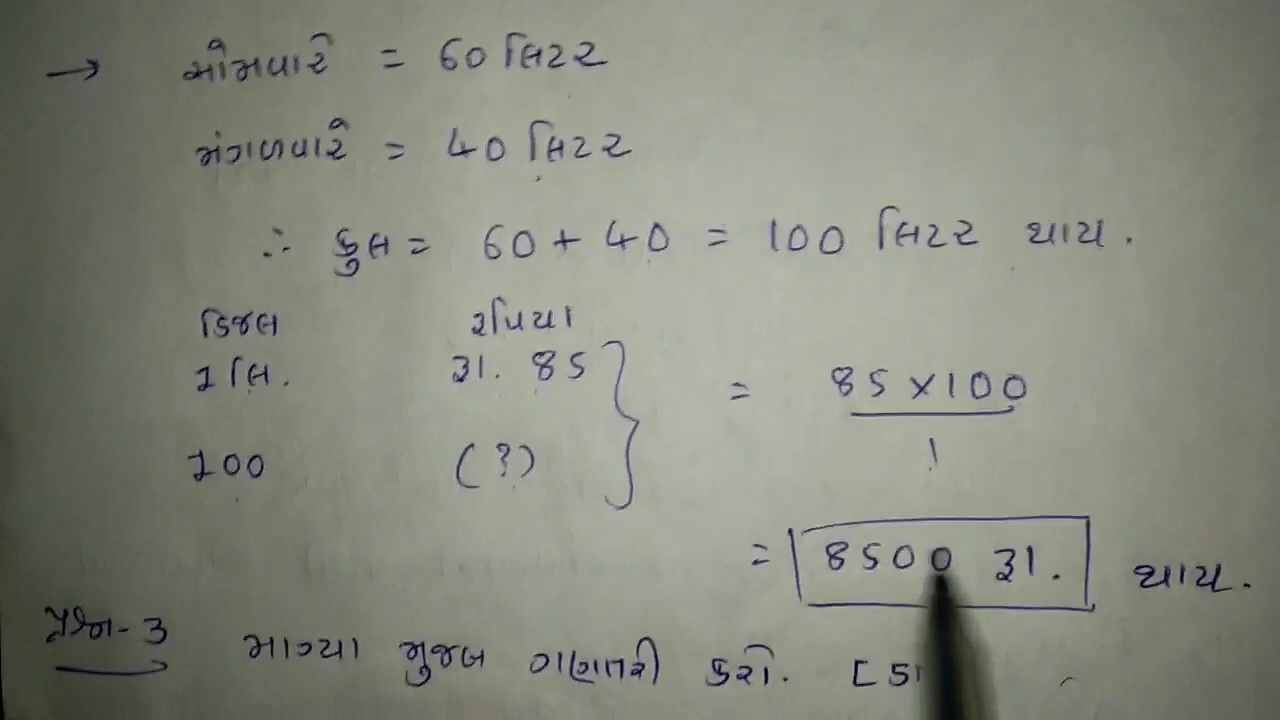 → સોમવારે = 60 લિટર
મંગળવારે = 40 લિટર
∴ કુલ = 60 + 40 = 100 લિટર થાય.
ડિઝલ રૂપિયા
1 લિ. રૂા. 85 = 85 × 100
100 (?) 1
= 8500 રૂા. થાય.
પ્રશ્ન-3 માગ્યા મુજબ ગણતરી કરો. [5